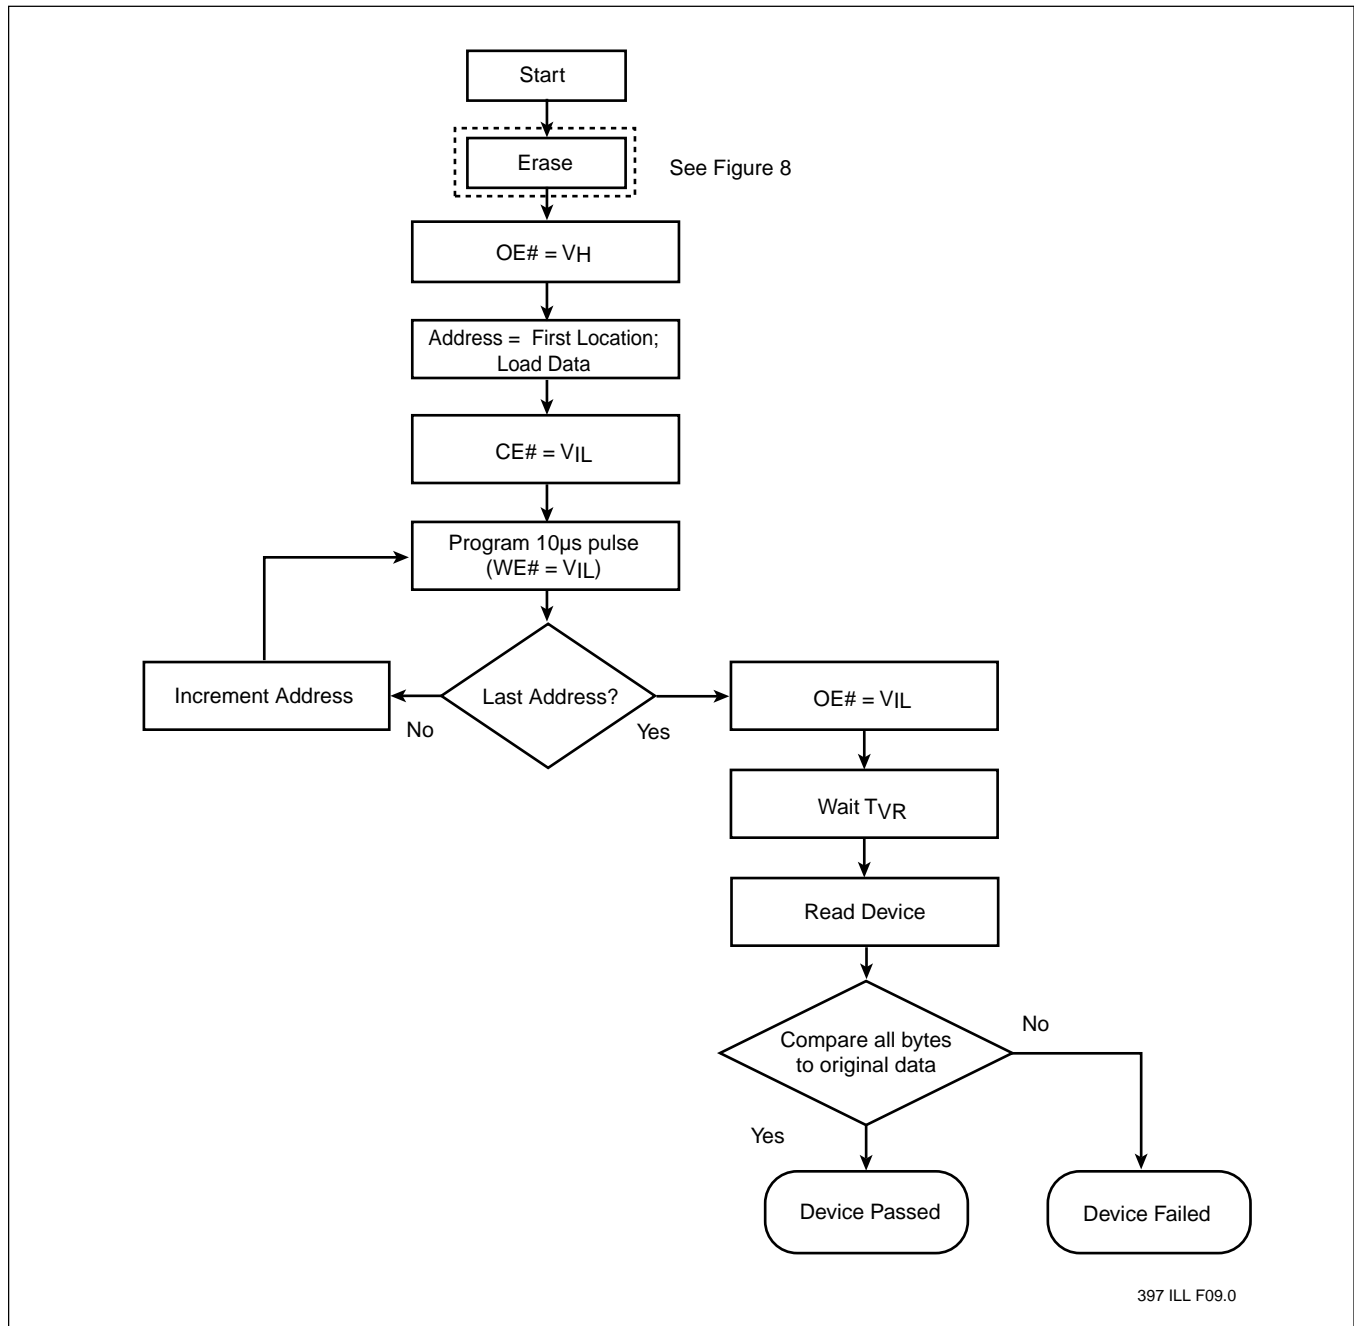 Start
Erase
See Figure 8
OE# = VH
Address =  First Location;
Load Data
CE# = VIL
Program 10µs pulse
(WE# = VIL)
Increment Address
Last Address?
OE# = VIL
No
Yes
Wait TVR
Read Device
No
Compare all bytes
to original data
Yes
Device Passed
Device Failed
397 ILL F09.0